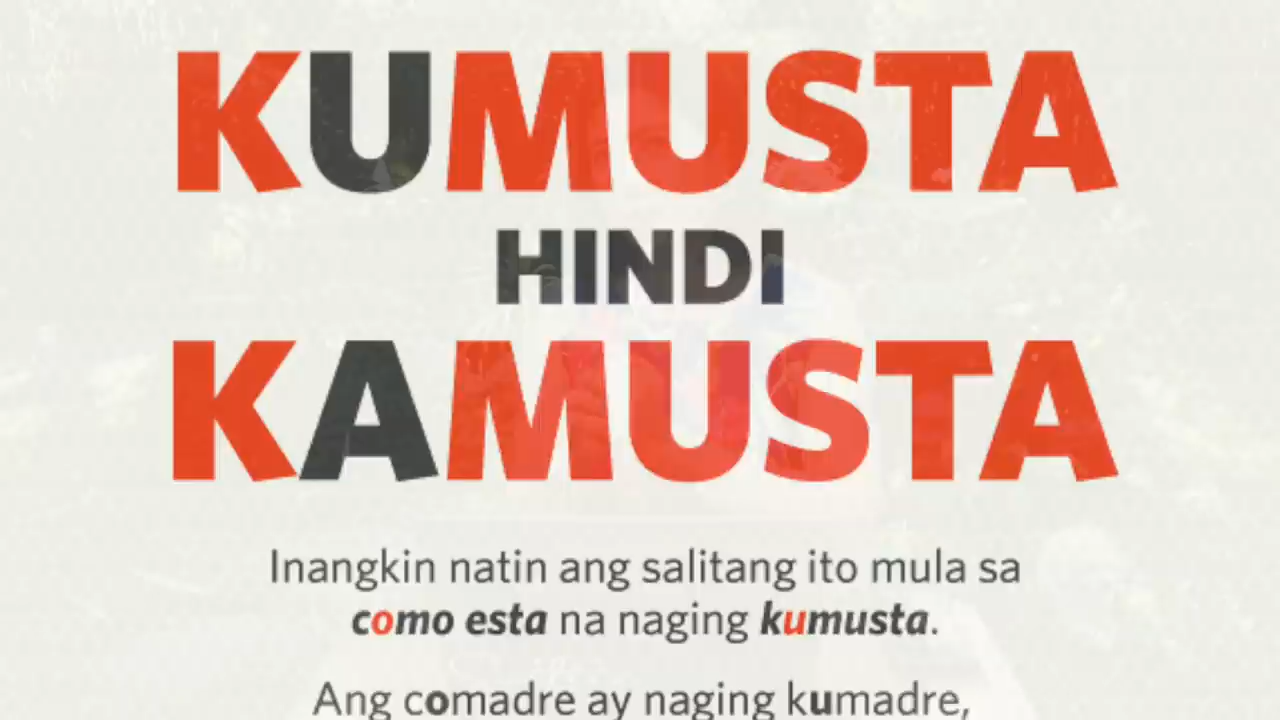 KUMUSTA
HINDI
KAMUSTA
Inangkin natin ang salitang ito mula sa
como esta na naging kumusta.
Ang comadre ay naging kumadre,